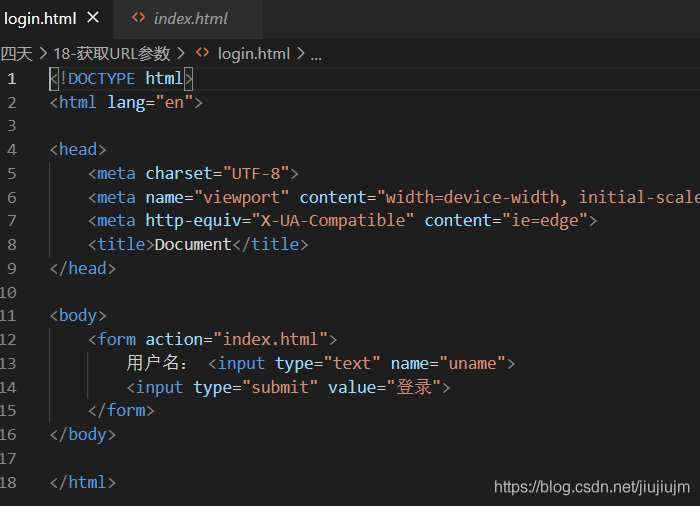 login.html × <> index.html
四天 > 18-获取URL参数 > <> login.html > ...
1 <!DOCTYPE html>
2 <html lang="en">
3
4 <head>
5 <meta charset="UTF-8">
6 <meta name="viewport" content="width=device-width, initial-scale
7 <meta http-equiv="X-UA-Compatible" content="ie=edge">
8 <title>Document</title>
9 </head>
10
11 <body>
12 <form action="index.html">
13 用户名： <input type="text" name="uname">
14 <input type="submit" value="登录">
15 </form>
16 </body>
17
18 </html>
https://blog.csdn.net/jiujiujm